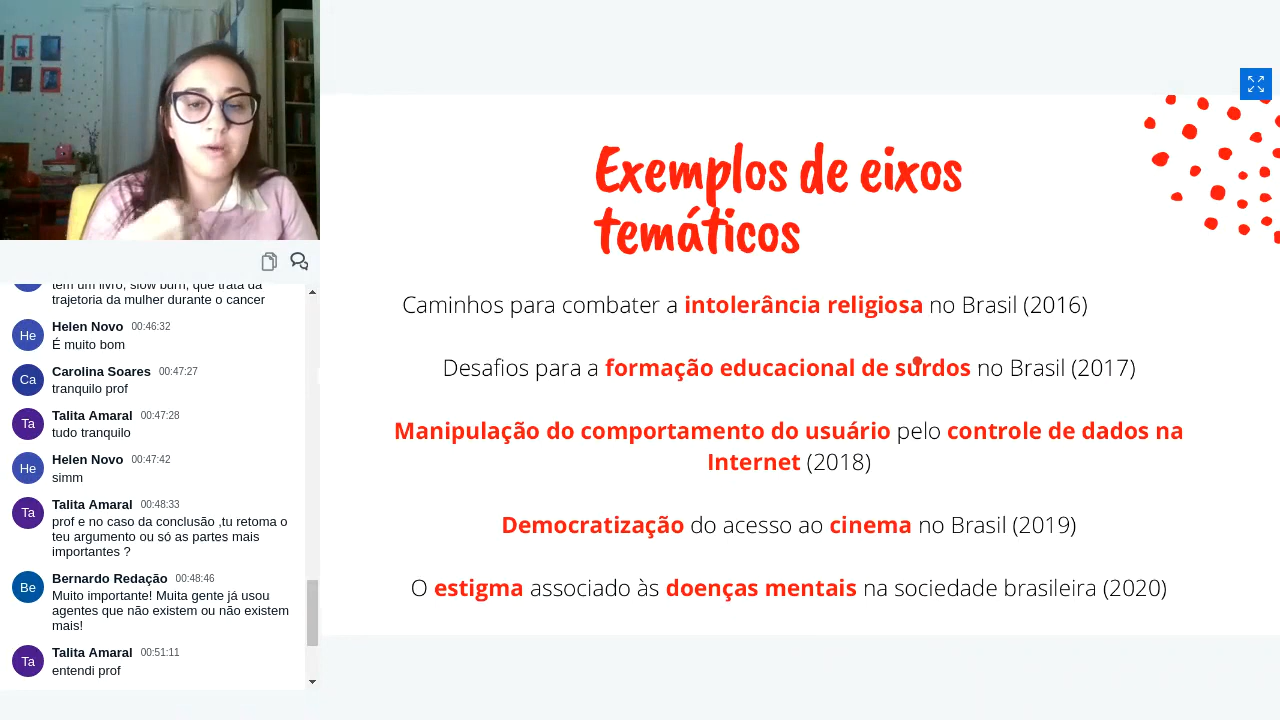 tem um livro, slow burn, que trata da
trajetoria da mulher durante o cancer
He
Helen Novo 00:46:32
É muito bom
Ca
Carolina Soares 00:47:27
tranquilo prof
Ta
Talita Amaral 00:47:28
tudo tranquilo
He
Helen Novo 00:47:42
simm
Ta
Talita Amaral 00:48:33
prof e no caso da conclusão ,tu retoma o
teu argumento ou só as partes mais
importantes ?
Be
Bernardo Redação 00:48:46
Muito importante! Muita gente já usou
agentes que não existem ou não existem
mais!
Ta
Talita Amaral 00:51:11
entendi prof
Exemplos de eixos
temáticos
Caminhos para combater a intolerância religiosa no Brasil (2016)
Desafios para a formação educacional de surdos no Brasil (2017)
Manipulação do comportamento do usuário pelo controle de dados na
Internet (2018)
Democratização do acesso ao cinema no Brasil (2019)
O estigma associado às doenças mentais na sociedade brasileira (2020)